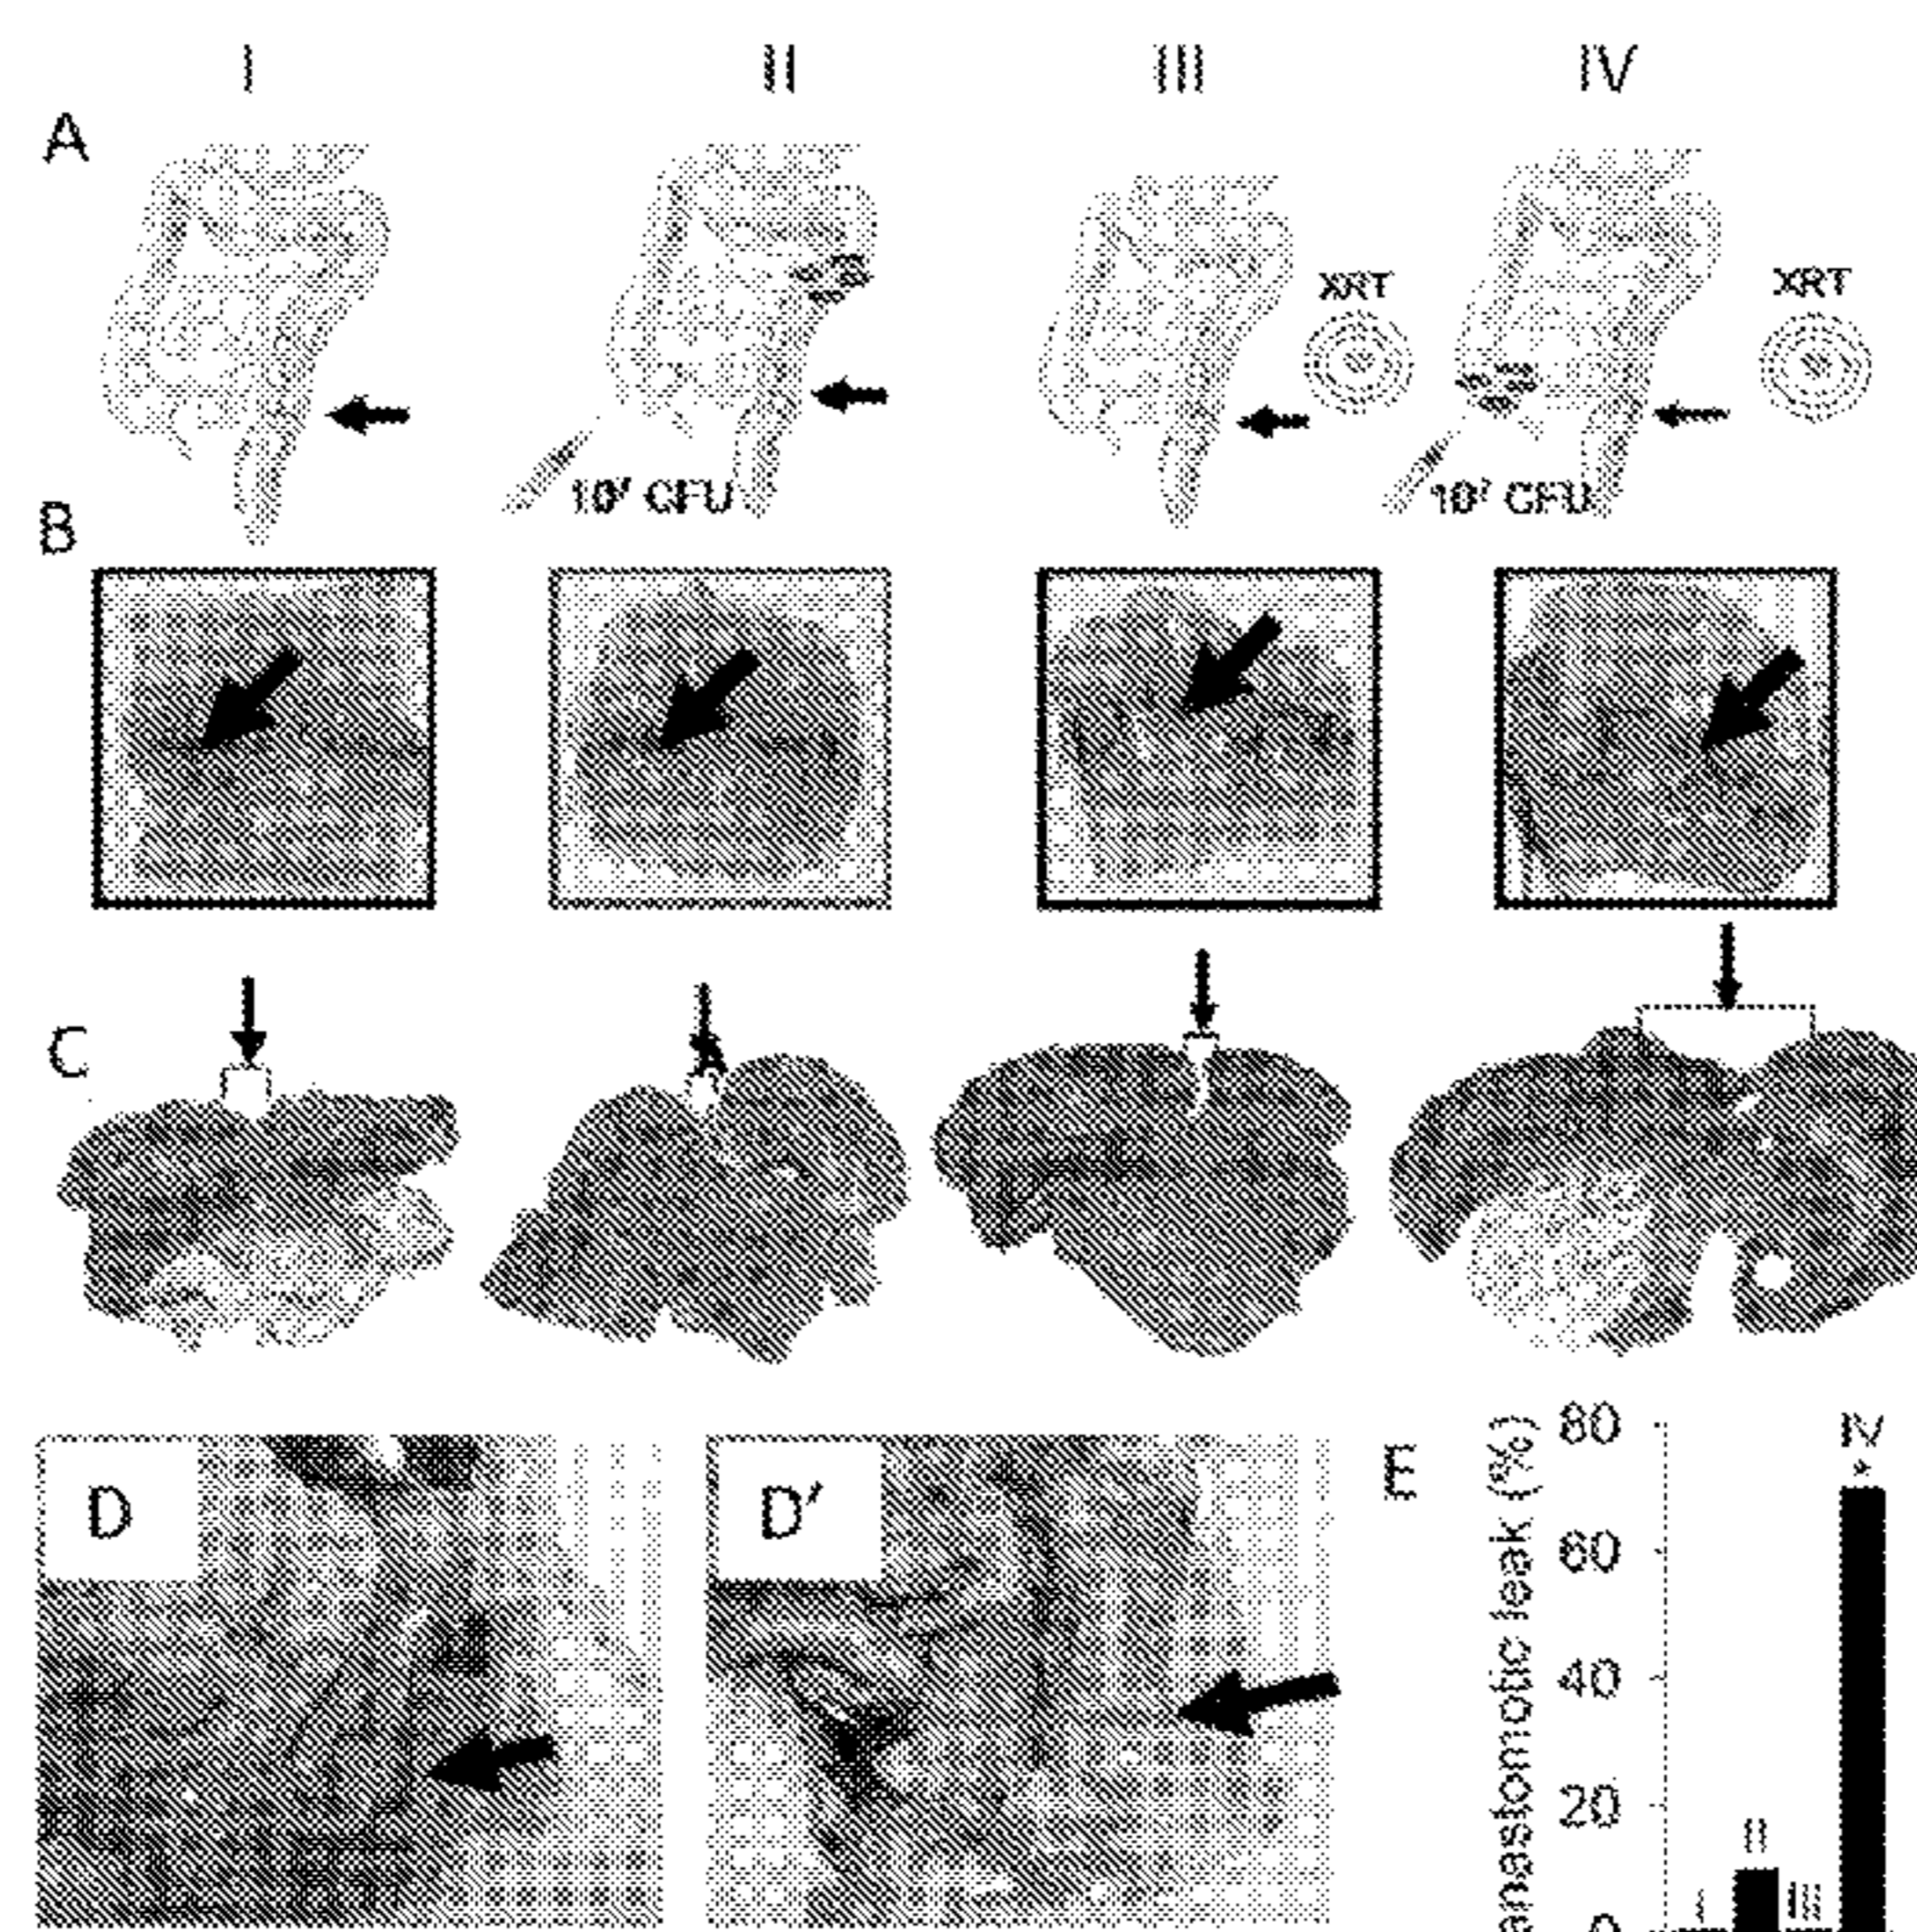 I II III IV
A
XRT XRT
10⁷ CFU 10⁷ CFU
B
C
A
D D′ E
anastomotic leak (%)
80
60
40
20
0
I II III IV
*